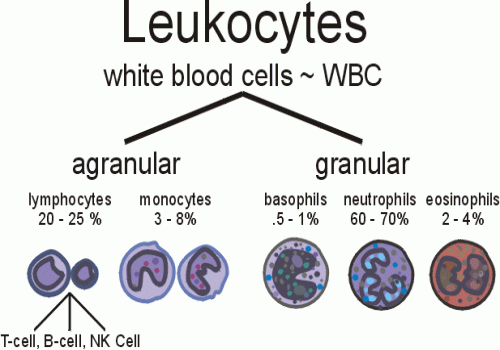 Leukocytes
white blood cells ~ WBC
agranular granular
lymphocytes monocytes basophils neutrophils eosinophils
20 - 25 % 3 - 8% .5 - 1% 60 - 70% 2 - 4%
T-cell, B-cell, NK Cell